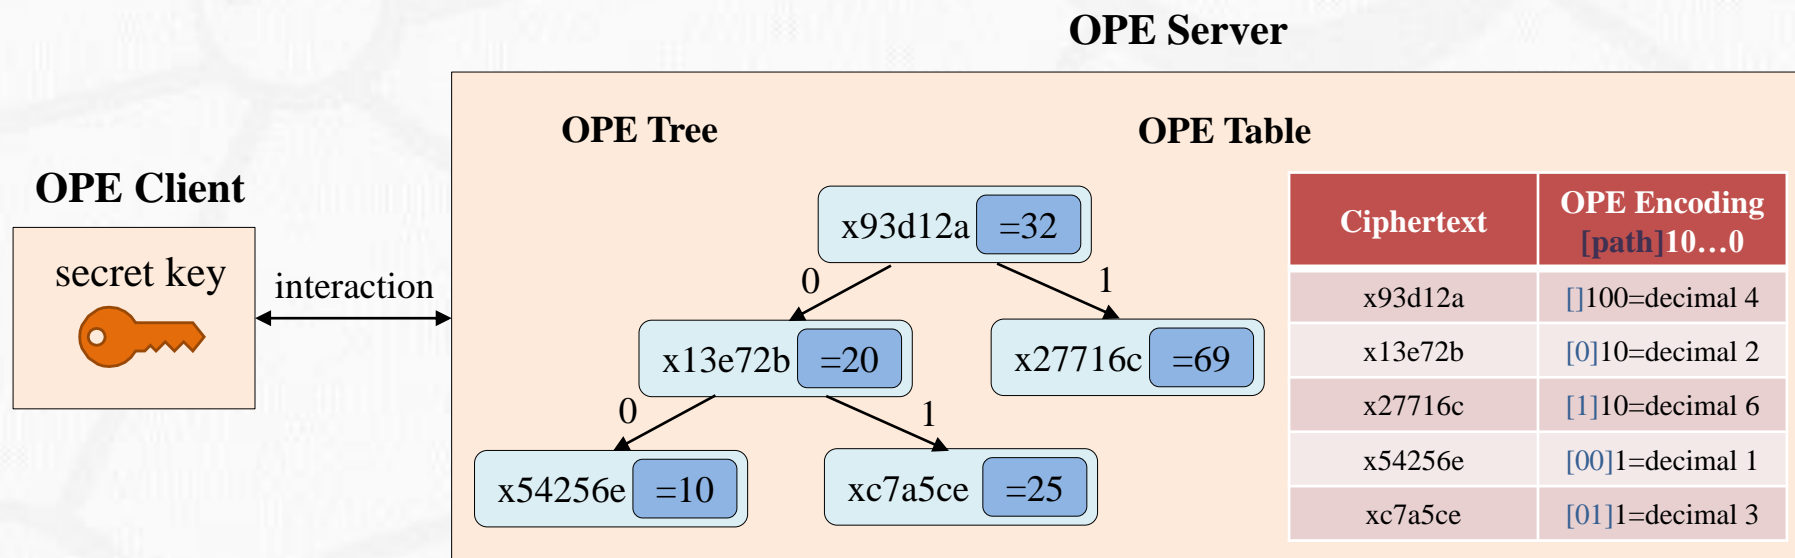 OPE Server
OPE Client
secret key
interaction
OPE Tree
x93d12a =32
0 1
x13e72b =20
x27716c =69
0 1
x54256e =10
xc7a5ce =25
OPE Table
Ciphertext OPE Encoding
[path]10…0
x93d12a []100=decimal 4
x13e72b [0]10=decimal 2
x27716c [1]10=decimal 6
x54256e [00]1=decimal 1
xc7a5ce [01]1=decimal 3